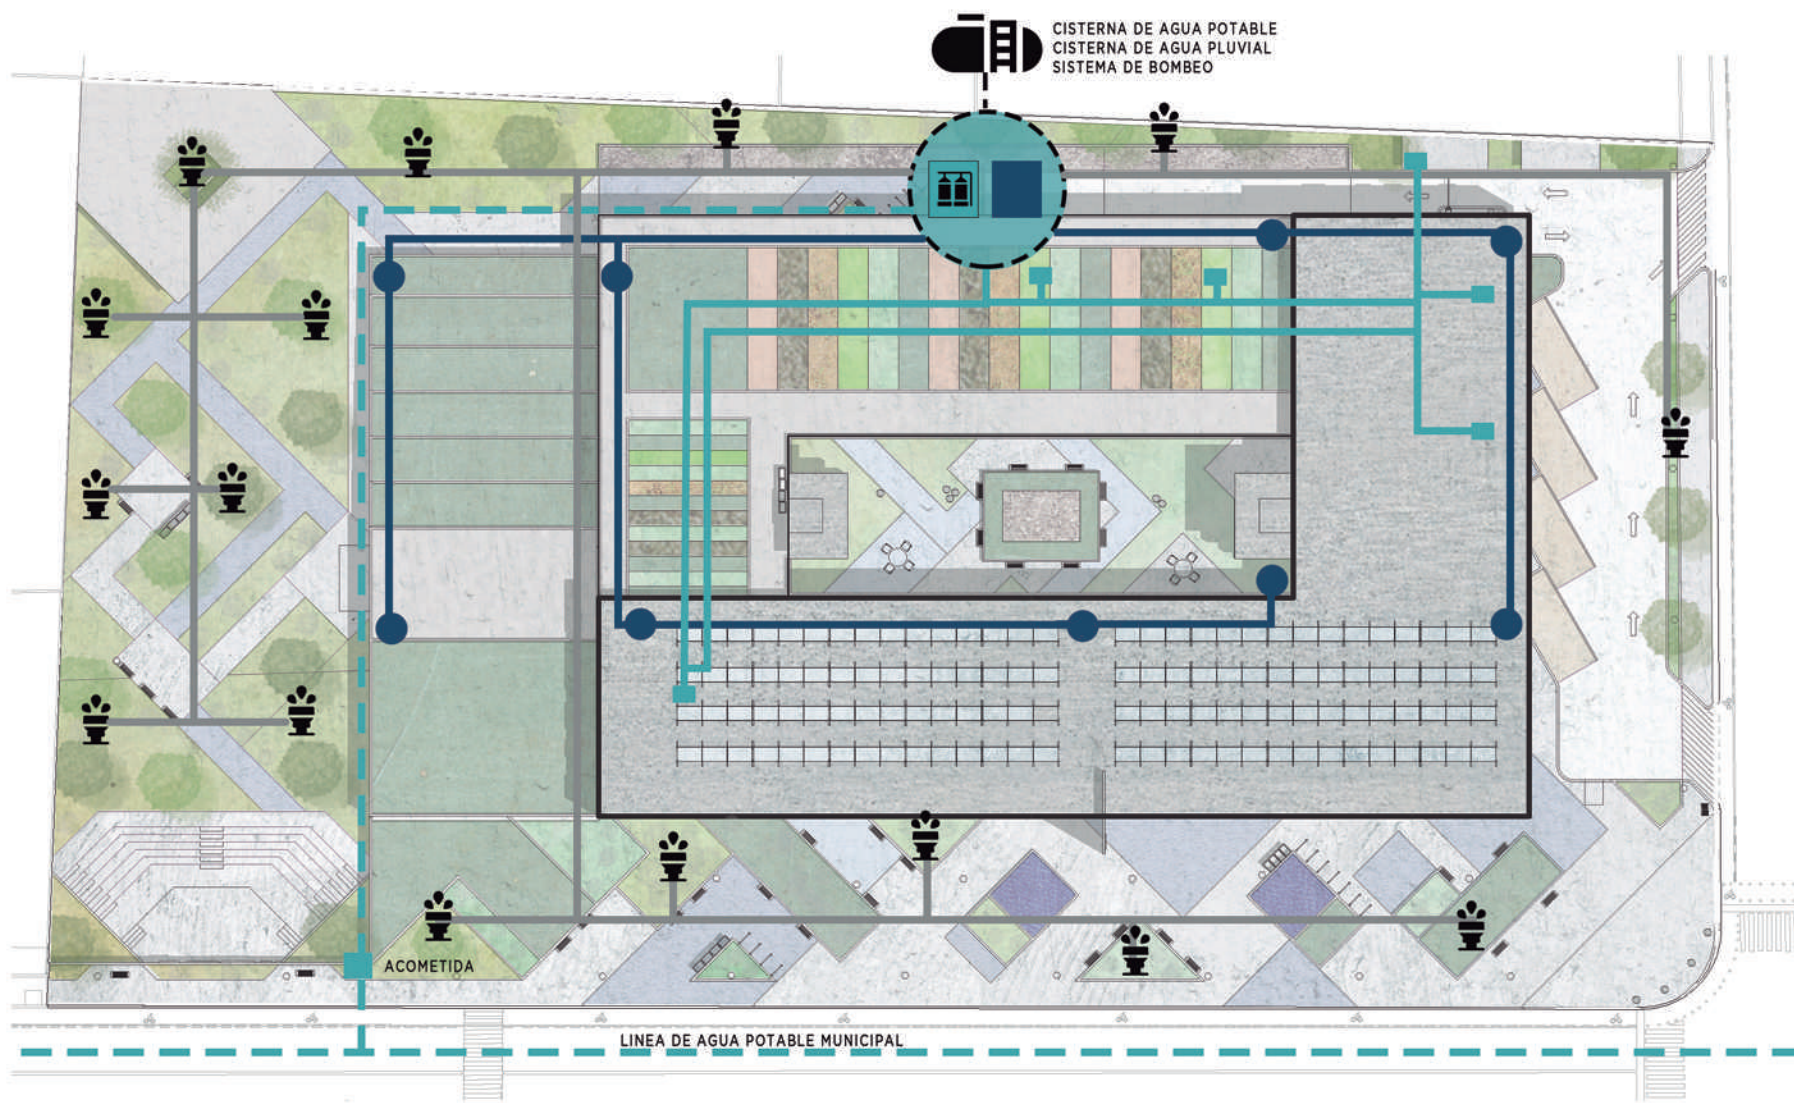 CISTERNA DE AGUA POTABLE
CISTERNA DE AGUA PLUVIAL
SISTEMA DE BOMBEO
ACOMETIDA
LINEA DE AGUA POTABLE MUNICIPAL